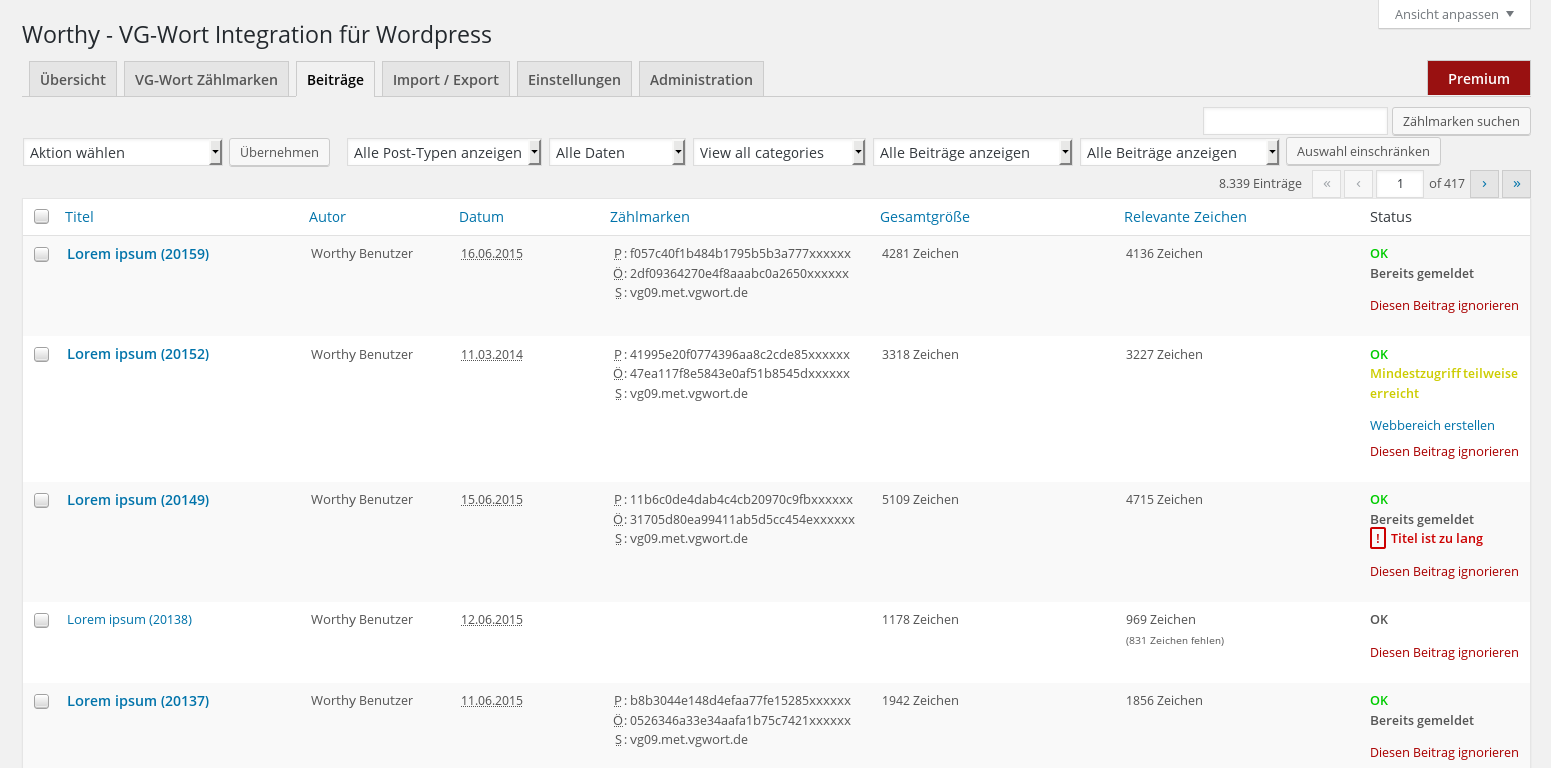 Ansicht anpassen
Worthy - VG-Wort Integration für Wordpress
Übersicht VG-Wort Zählmarken Beiträge Import / Export Einstellungen Administration Premium
Zählmarken suchen
Aktion wählen Übernehmen Alle Post-Typen anzeigen Alle Daten View all categories Alle Beiträge anzeigen Alle Beiträge anzeigen Auswahl einschränken
8.339 Einträge « ‹ 1 of 417 › »
Titel Autor Datum Zählmarken Gesamtgröße Relevante Zeichen Status
Lorem ipsum (20159) Worthy Benutzer 16.06.2015 P: f057c40f1b484b1795b5b3a777xxxxxx 4281 Zeichen 4136 Zeichen OK
Ö: 2df09364270e4f8aaabc0a2650xxxxxx Bereits gemeldet
S: vg09.met.vgwort.de
Diesen Beitrag ignorieren
Lorem ipsum (20152) Worthy Benutzer 11.03.2014 P: 41995e20f0774396aa8c2cde85xxxxxx 3318 Zeichen 3227 Zeichen OK
Ö: 47ea117f8e5843e0af51b8545dxxxxxx Mindestzugriff teilweise
S: vg09.met.vgwort.de erreicht
Webbereich erstellen
Diesen Beitrag ignorieren
Lorem ipsum (20149) Worthy Benutzer 15.06.2015 P: 11b6c0de4dab4c4cb20970c9fbxxxxxx 5109 Zeichen 4715 Zeichen OK
Ö: 31705d80ea99411ab5d5cc454exxxxxx Bereits gemeldet
S: vg09.met.vgwort.de ! Titel ist zu lang
Diesen Beitrag ignorieren
Lorem ipsum (20138) Worthy Benutzer 12.06.2015 1178 Zeichen 969 Zeichen OK
(831 Zeichen fehlen)
Diesen Beitrag ignorieren
Lorem ipsum (20137) Worthy Benutzer 11.06.2015 P: b8b3044e148d4efaa77fe15285xxxxxx 1942 Zeichen 1856 Zeichen OK
Ö: 0526346a33e34aafa1b75c7421xxxxxx Bereits gemeldet
S: vg09.met.vgwort.de
Diesen Beitrag ignorieren